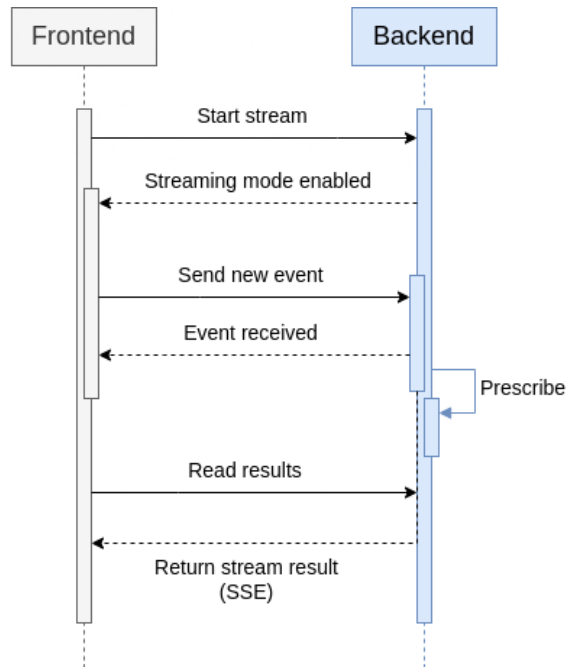 Frontend
Backend
Start stream
Streaming mode enabled
Send new event
Event received
Prescribe
Read results
Return stream result
(SSE)